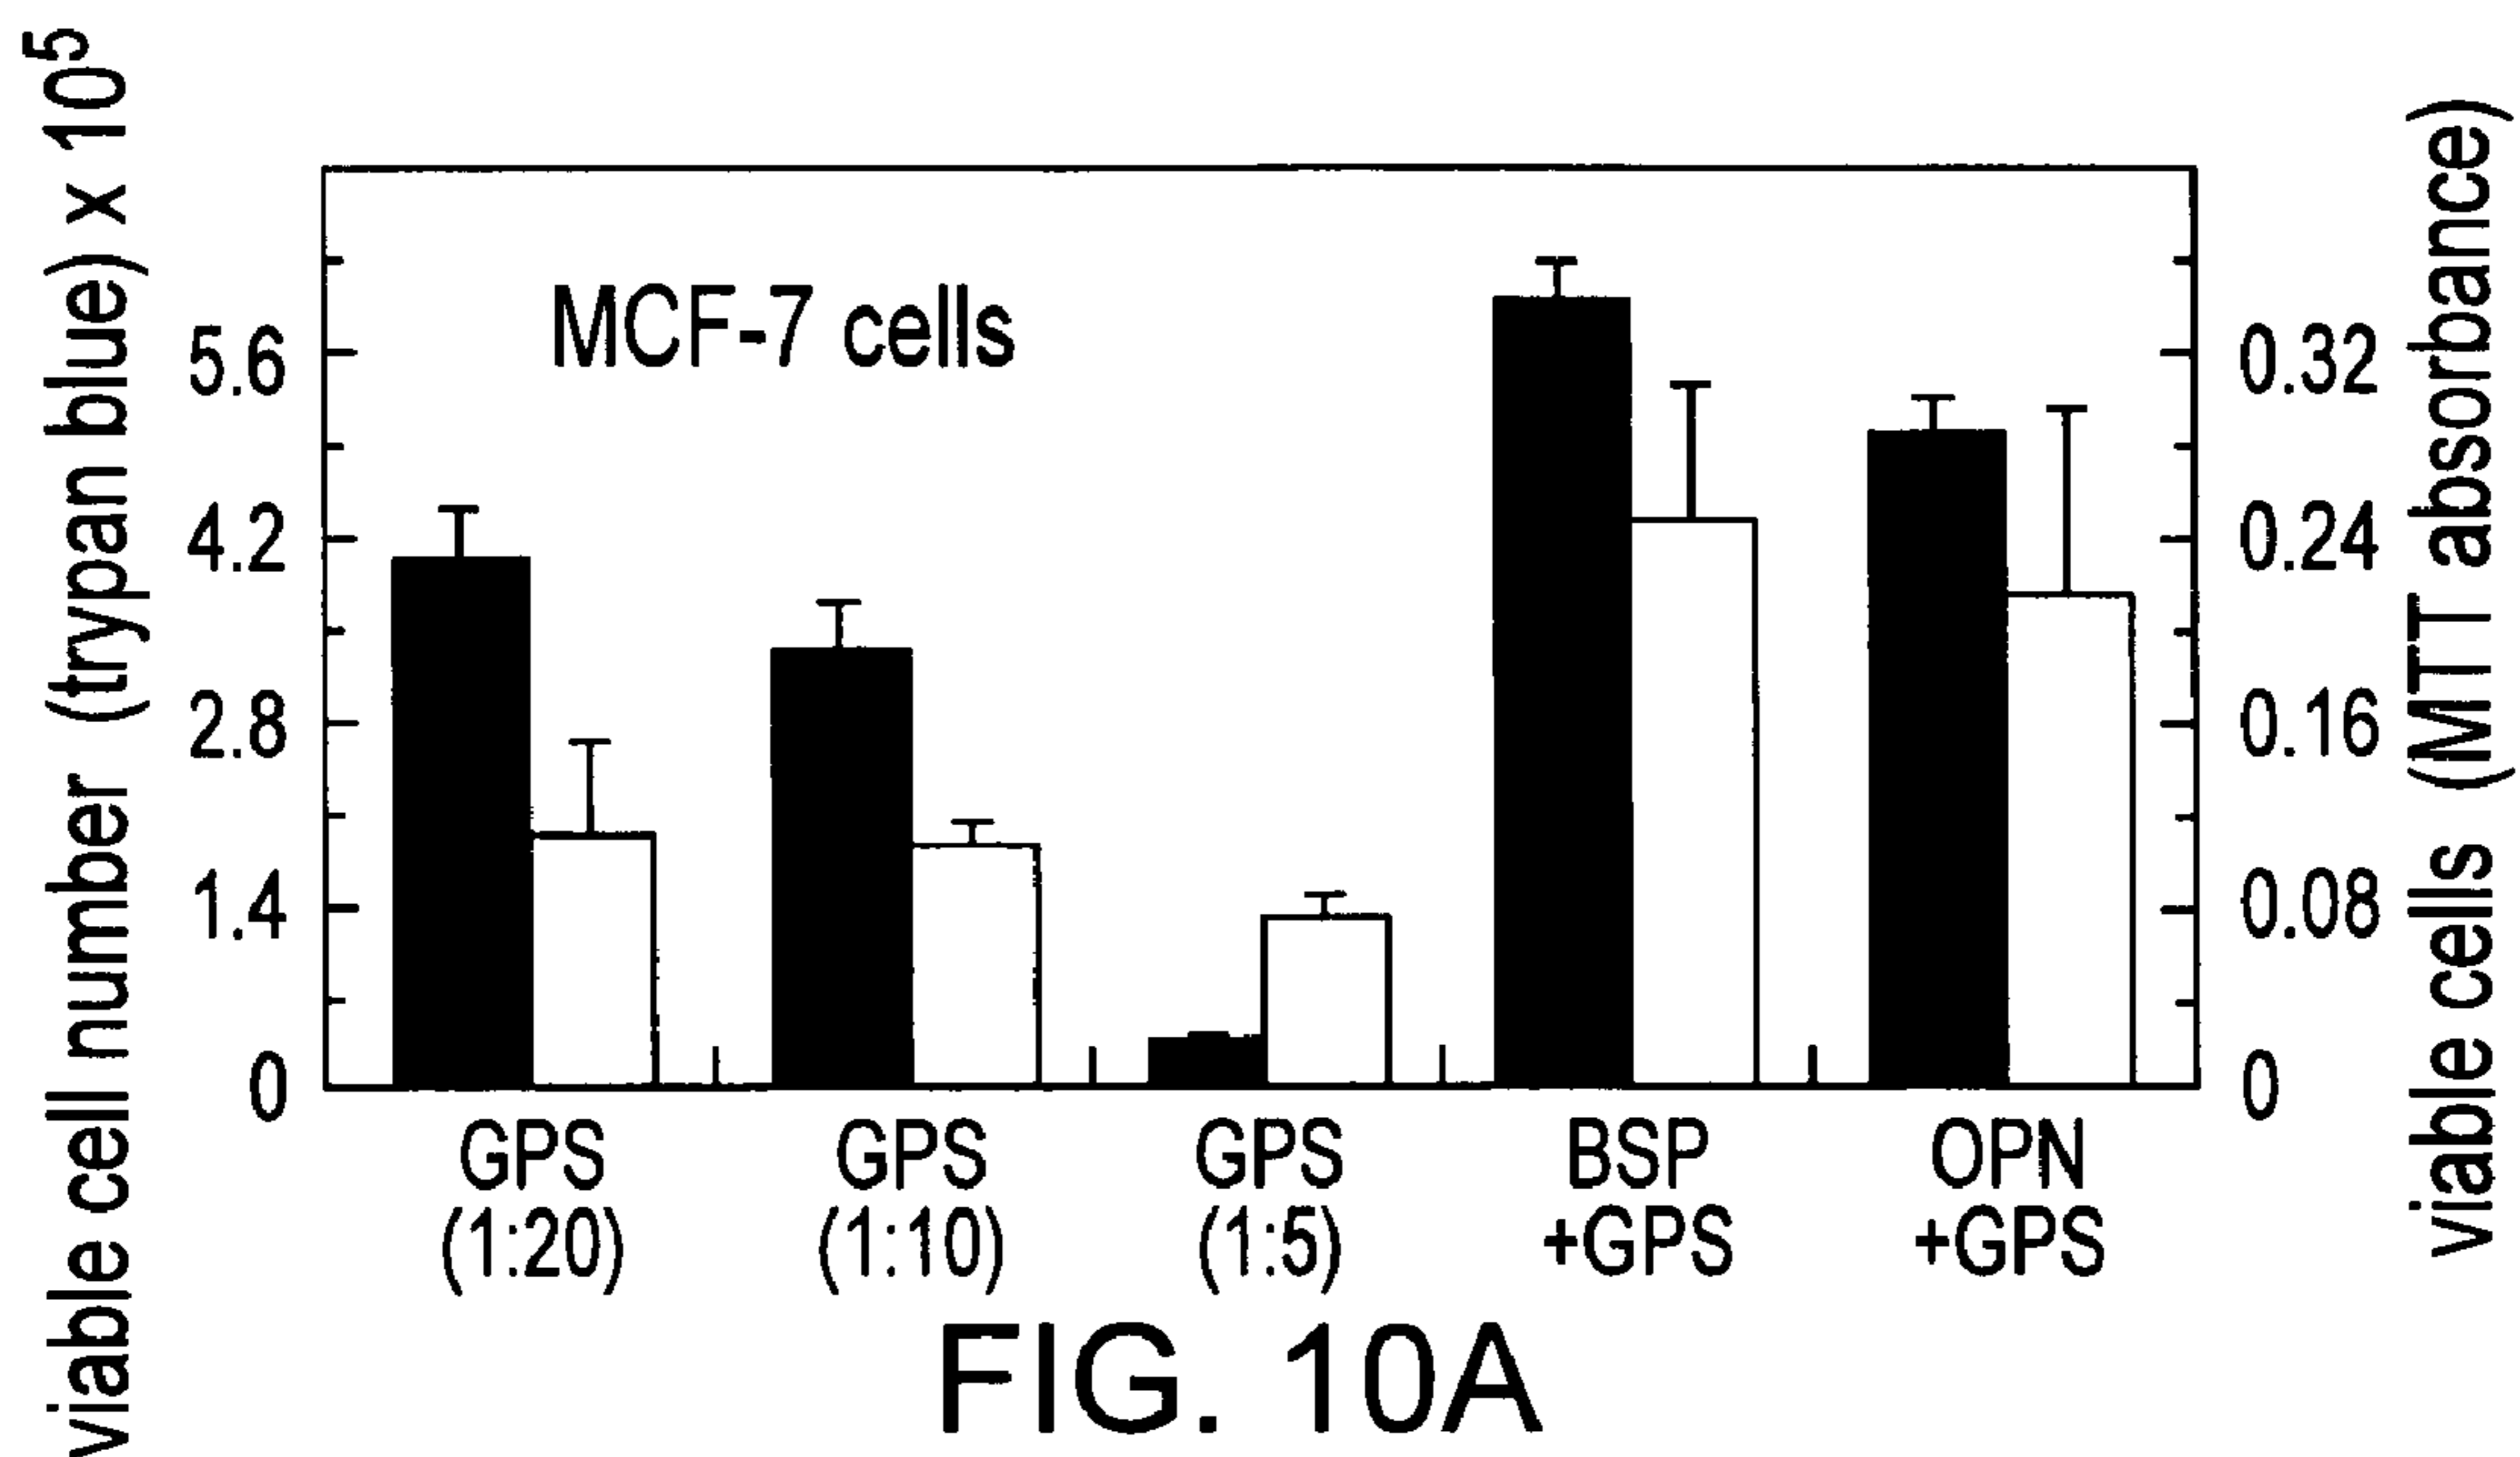 viable cell number (trypan blue) x 10⁵
5.6
4.2
2.8
1.4
0
MCF-7 cells
0.32
0.24
0.16
0.08
0
viable cells (MTT absorbance)
GPS
(1:20)
GPS
(1:10)
GPS
(1:5)
BSP
+GPS
OPN
+GPS
FIG. 10A